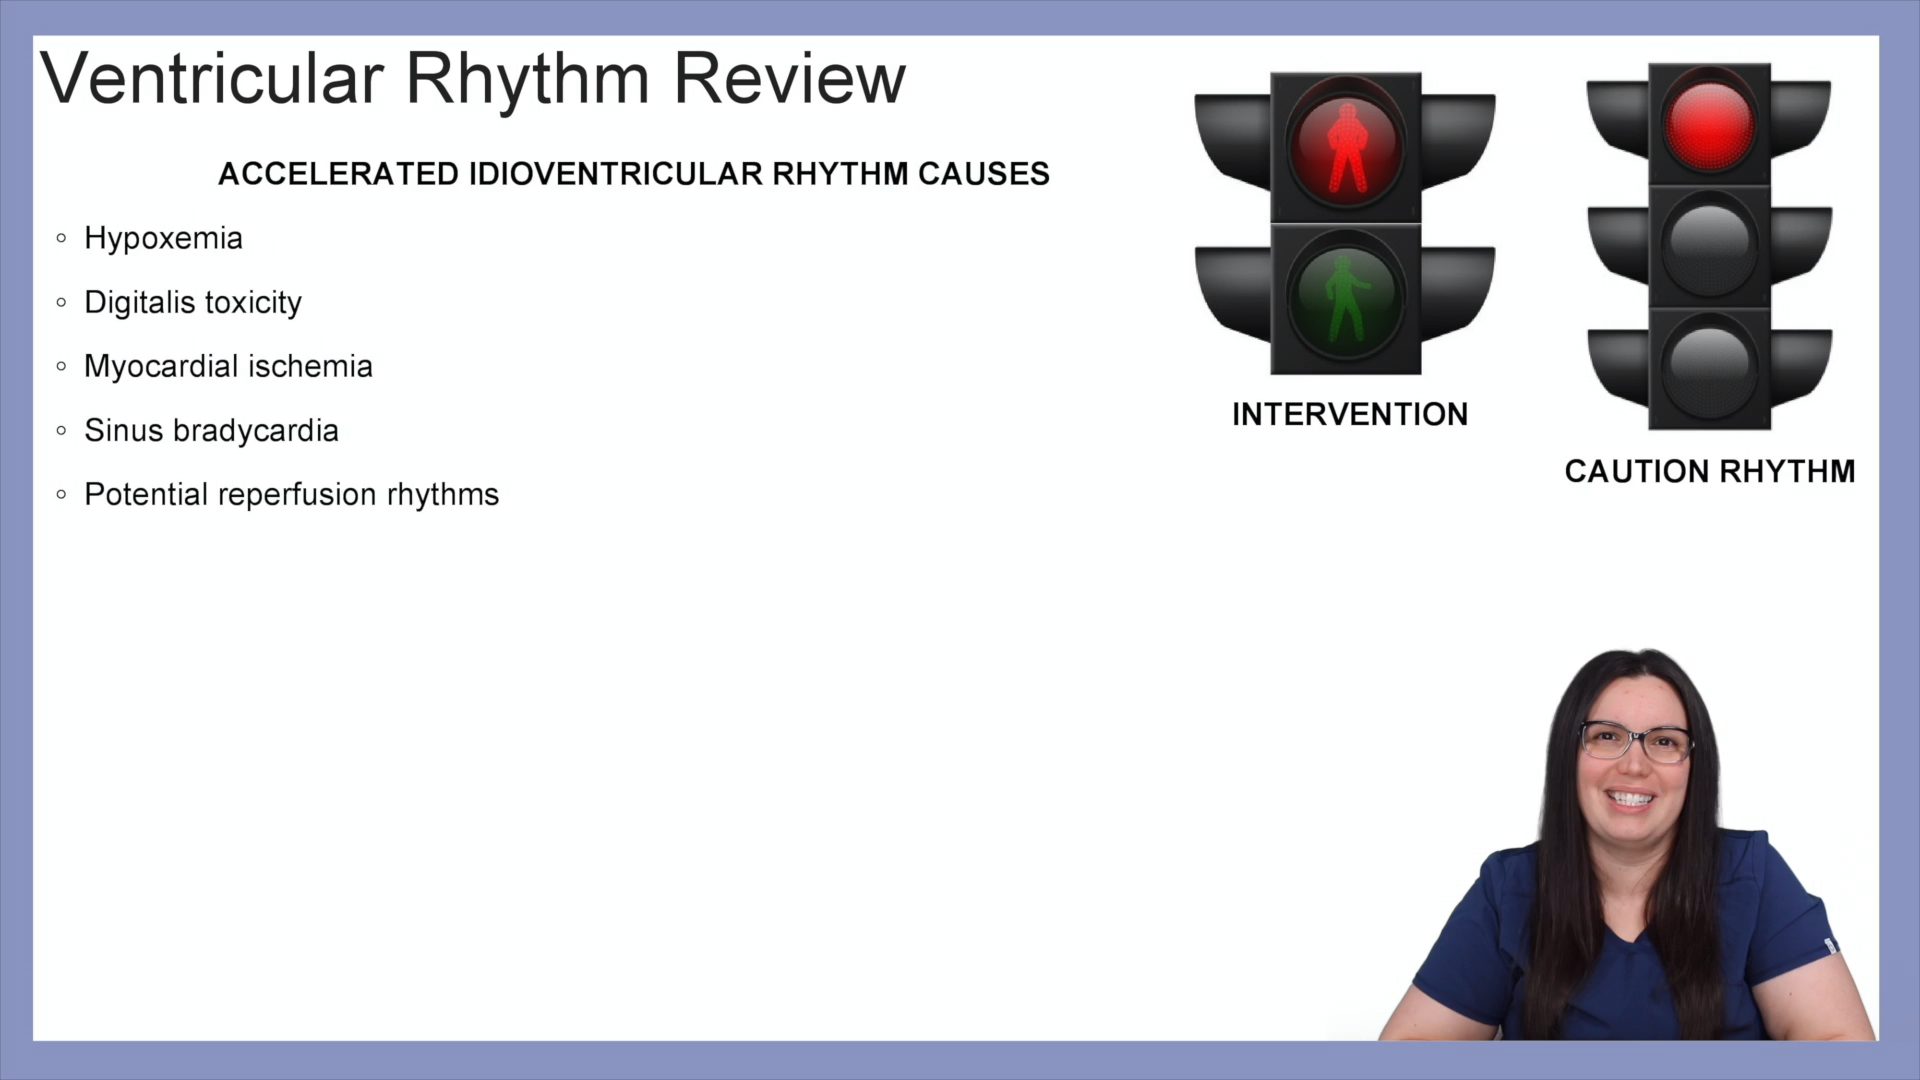 Ventricular Rhythm Review
ACCELERATED IDIOVENTRICULAR RHYTHM CAUSES
Hypoxemia
Digitalis toxicity
Myocardial ischemia
Sinus bradycardia
Potential reperfusion rhythms
INTERVENTION
CAUTION RHYTHM